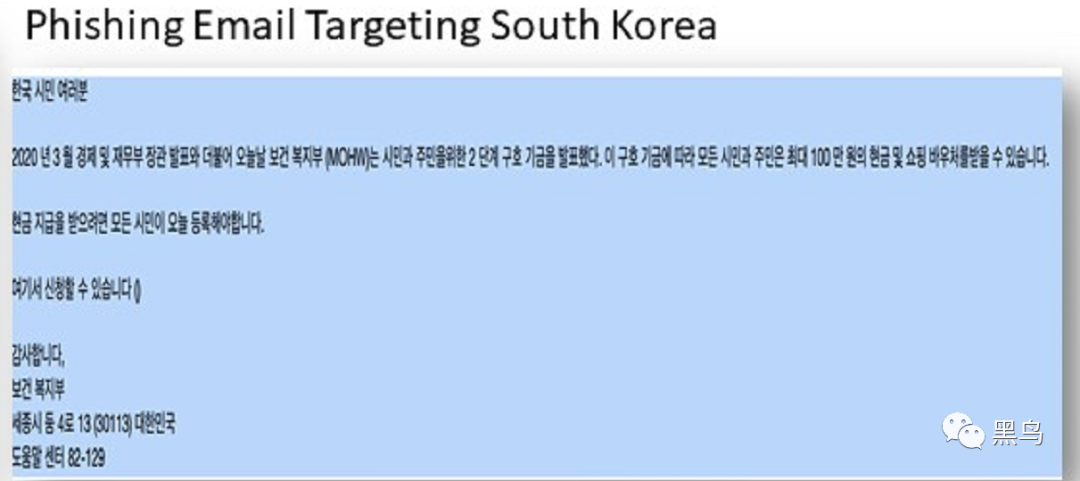 Phishing Email Targeting South Korea
한국 시민 여러분
2020 년 3 월 경제 및 재무부 장관 발표와 더불어 오늘날 보건 복지부 (MOHW)는 시민과 주민을위한 2 단계 구호 기금을 발표했다. 이 구호 기금에 따라 모든 시민과 주민은 최대 100 만 원의 현금 및 쇼핑 바우처를받을 수 있습니다.
현금 지급을 받으려면 모든 시민이 오늘 등록해야합니다.
여기서 신청할 수 있습니다 ()
감사합니다,
보건 복지부
세종시 둥 4로 13 (30113) 대한민국
도움말 센터 82-129
黑鸟